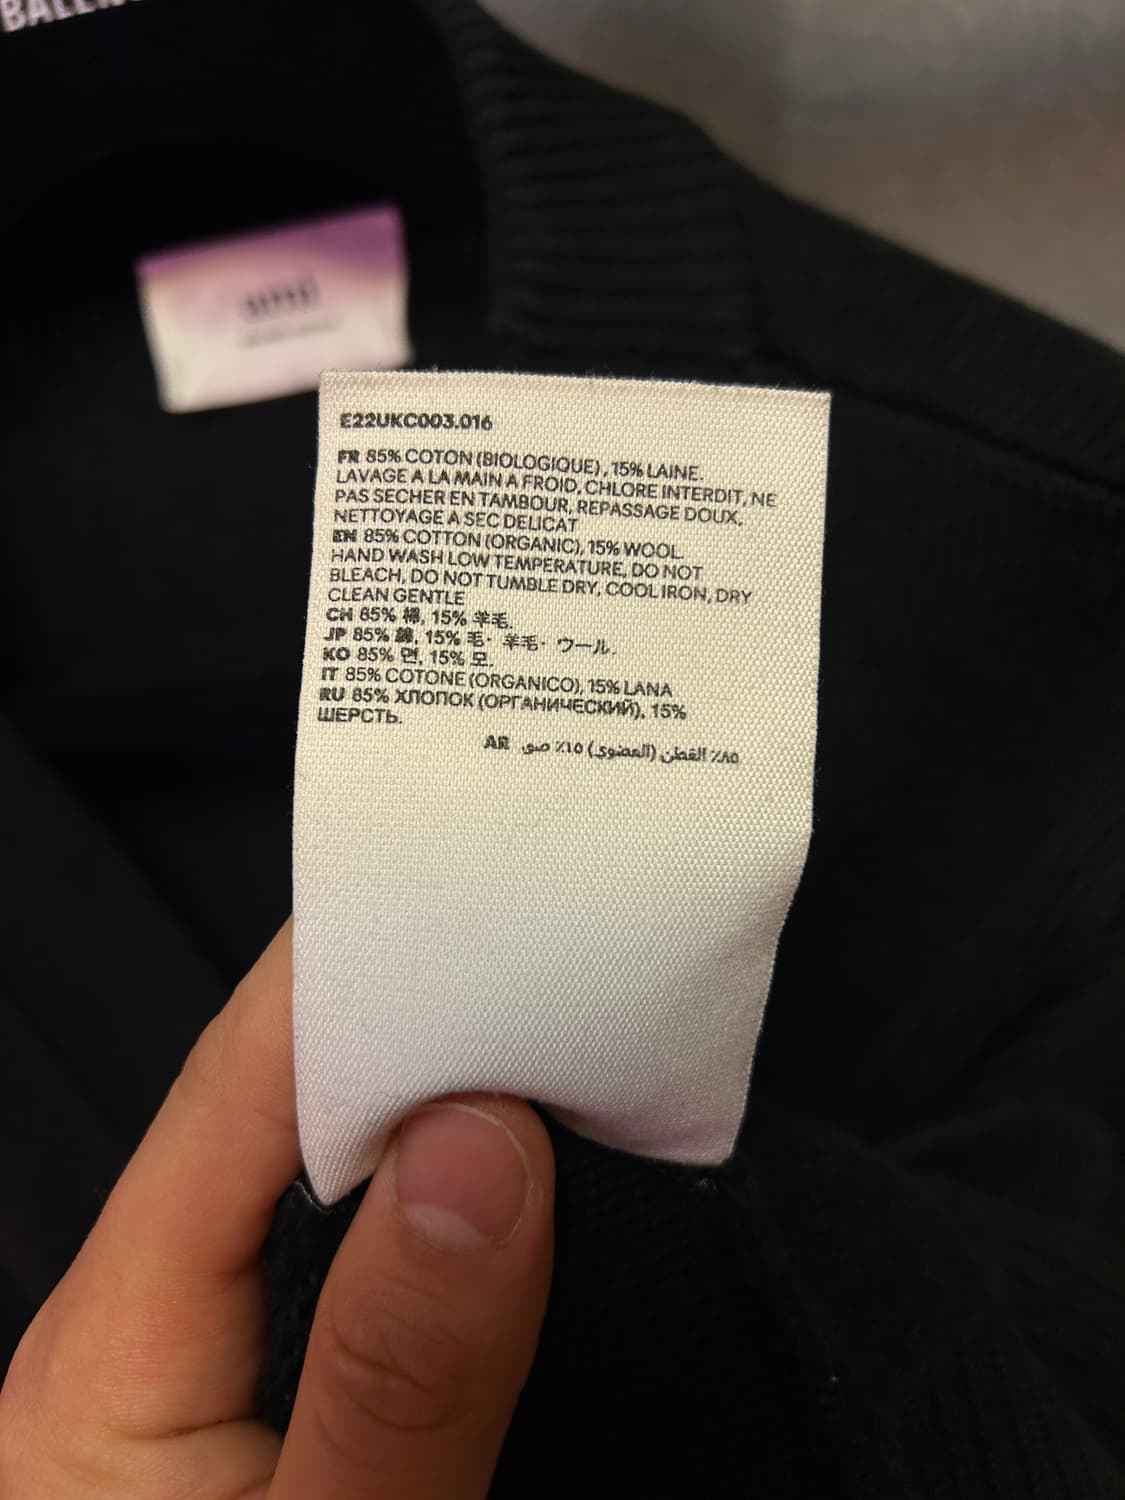 ami
E22UKC003.016
FR 85% COTON (BIOLOGIQUE), 15% LAINE.
LAVAGE A LA MAIN A FROID, CHLORE INTERDIT, NE
PAS SECHER EN TAMBOUR, REPASSAGE DOUX,
NETTOYAGE A SEC DELICAT
EN 85% COTTON (ORGANIC), 15% WOOL.
HAND WASH LOW TEMPERATURE, DO NOT
BLEACH, DO NOT TUMBLE DRY, COOL IRON, DRY
CLEAN GENTLE
CH 85% 棉, 15% 羊毛.
JP 85% 綿, 15% 毛· 羊毛· ウール.
KO 85% 면, 15% 모.
IT 85% COTONE (ORGANICO), 15% LANA
RU 85% ХЛОПОК (ОРГАНИЧЕСКИЙ), 15%
ШЕРСТЬ.
AR ٨٥٪ القطن (العضوي) ١٥٪ صو